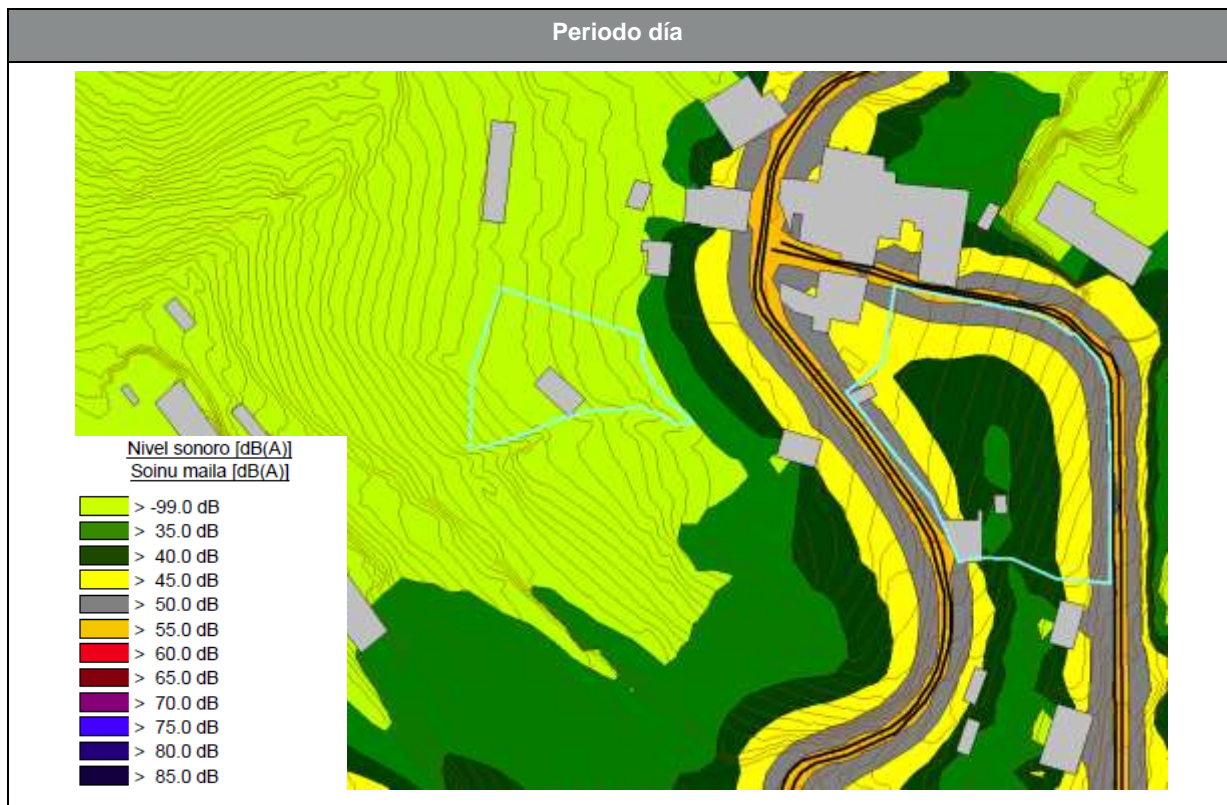 Periodo día
Nivel sonoro [dB(A)]
Soinu maila [dB(A)]
> -99.0 dB
> 35.0 dB
> 40.0 dB
> 45.0 dB
> 50.0 dB
> 55.0 dB
> 60.0 dB
> 65.0 dB
> 70.0 dB
> 75.0 dB
> 80.0 dB
> 85.0 dB